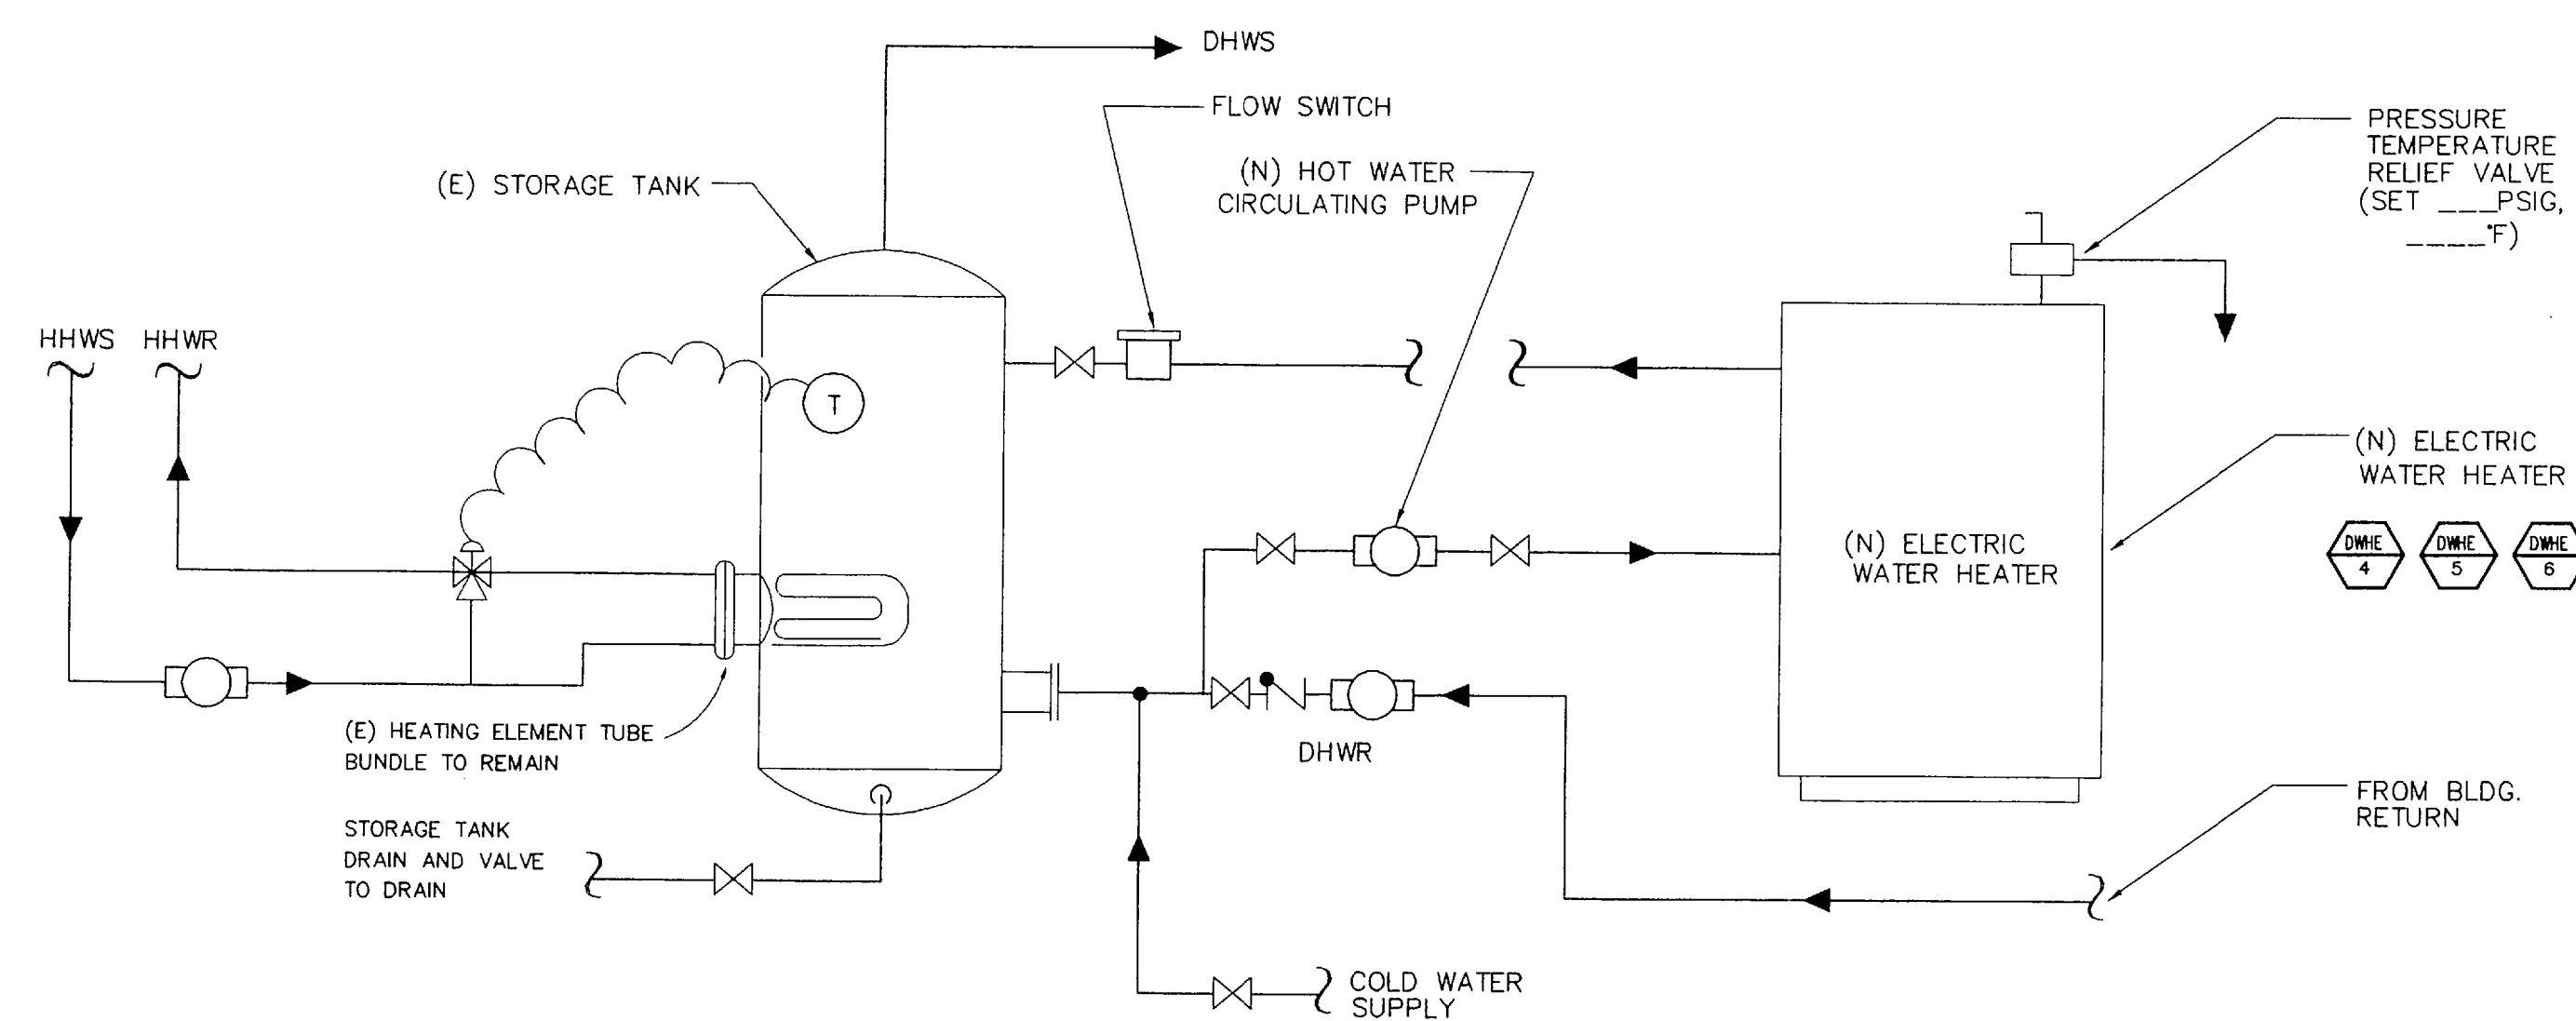 DHWS
FLOW SWITCH
(N) HOT WATER
CIRCULATING PUMP
(E) STORAGE TANK
PRESSURE
TEMPERATURE
RELIEF VALVE
(SET ___PSIG,
____°F)
HHWS HHWR
T
(N) ELECTRIC
WATER HEATER
DWHE
4
DWHE
5
DWHE
6
(N) ELECTRIC
WATER HEATER
(E) HEATING ELEMENT TUBE
BUNDLE TO REMAIN
DHWR
STORAGE TANK
DRAIN AND VALVE
TO DRAIN
FROM BLDG.
RETURN
COLD WATER
SUPPLY